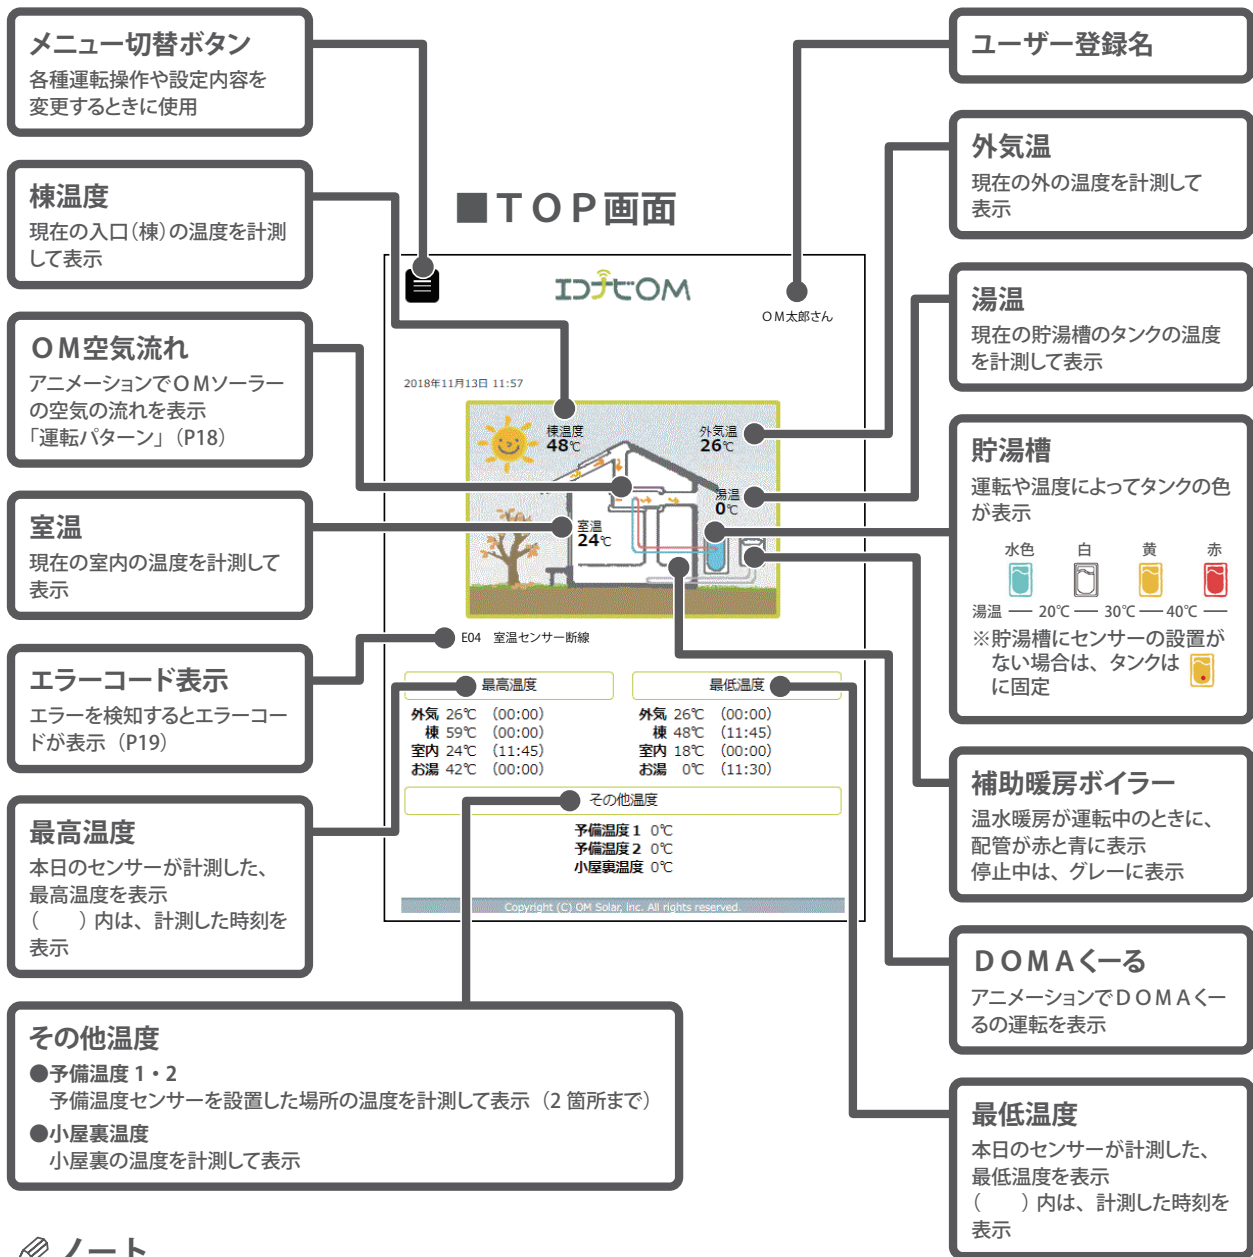 メニュー切替ボタン
各種運転操作や設定内容を
変更するときに使用
棟温度
現在の入口（棟）の温度を計測
して表示
ＯＭ空気流れ
アニメーションでＯＭソーラー
の空気の流れを表示
「運転パターン」（P18）
室温
現在の室内の温度を計測して
表示
エラーコード表示
エラーを検知するとエラーコー
ドが表示（P19）
最高温度
本日のセンサーが計測した、
最高温度を表示
（　　）内は、計測した時刻を
表示
その他温度
●予備温度 1・2
予備温度センサーを設置した場所の温度を計測して表示（2 箇所まで）
●小屋裏温度
小屋裏の温度を計測して表示
■ＴＯＰ画面
エコナビOM
ＯＭ太郎さん
2018年11月13日 11:57
棟温度
48℃
外気温
26℃
湯温
0℃
室温
24℃
E04　室温センサー断線
最高温度
外気 26℃ （00:00）
棟 59℃ （00:00）
室内 24℃ （11:45）
お湯 42℃ （00:00）
最低温度
外気 26℃ （00:00）
棟 48℃ （11:45）
室内 18℃ （00:00）
お湯 0℃ （11:30）
その他温度
予備温度１ 0℃
予備温度２ 0℃
小屋裏温度 0℃
Copyright (C) OM Solar, Inc. All rights reserved.
ユーザー登録名
外気温
現在の外の温度を計測して
表示
湯温
現在の貯湯槽のタンクの温度
を計測して表示
貯湯槽
運転や温度によってタンクの色
が表示
水色 白 黄 赤
湯温 ― 20℃ ― 30℃ ― 40℃ ―
※貯湯槽にセンサーの設置が
ない場合は、タンクは
に固定
補助暖房ボイラー
温水暖房が運転中のときに、
配管が赤と青に表示
停止中は、グレーに表示
ＤＯＭＡくーる
アニメーションでＤＯＭＡくー
るの運転を表示
最低温度
本日のセンサーが計測した、
最低温度を表示
（　　）内は、計測した時刻を
表示
ノート